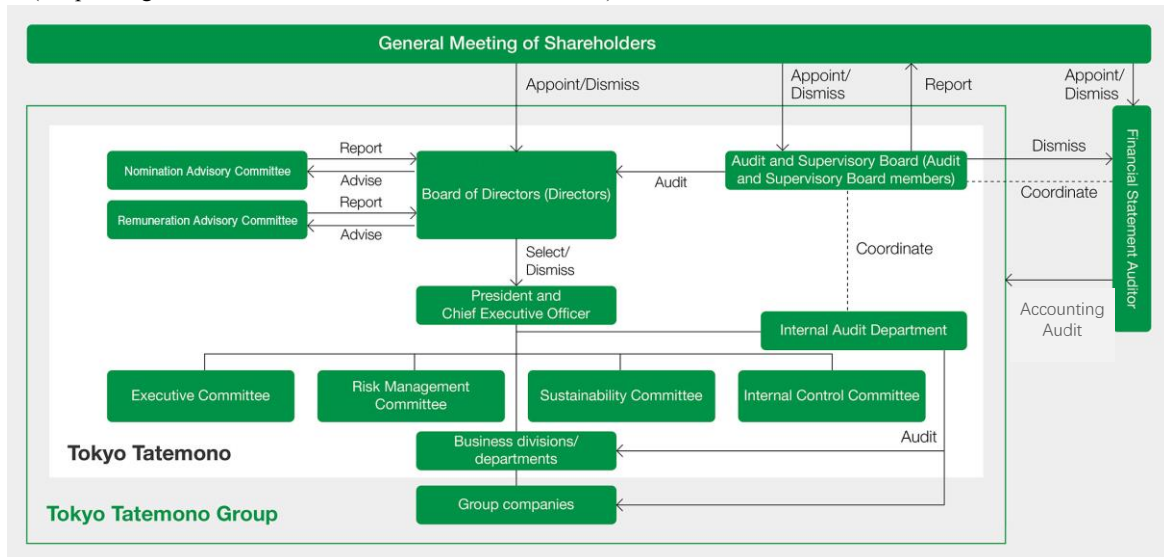 General Meeting of Shareholders
Appoint/Dismiss
Appoint/
Dismiss
Report
Appoint/
Dismiss
Nomination Advisory Committee
Report
Advise
Remuneration Advisory Committee
Report
Advise
Board of Directors (Directors)
Audit
Audit and Supervisory Board (Audit
and Supervisory Board members)
Dismiss
Coordinate
Financial Statement Auditor
Select/
Dismiss
Coordinate
President and
Chief Executive Officer
Internal Audit Department
Accounting
Audit
Executive Committee
Risk Management
Committee
Sustainability Committee
Internal Control Committee
Audit
Business divisions/
departments
Tokyo Tatemono
Group companies
Tokyo Tatemono Group